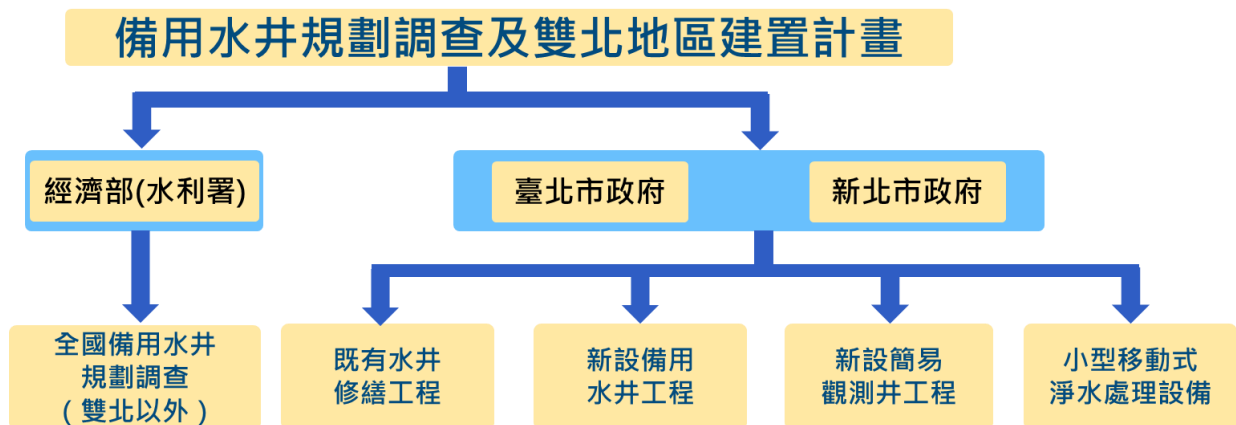 備用水井規劃調查及雙北地區建置計畫
經濟部(水利署)
臺北市政府
新北市政府
全國備用水井
規劃調查
(雙北以外)
既有水井
修繕工程
新設備用
水井工程
新設簡易
觀測井工程
小型移動式
淨水處理設備